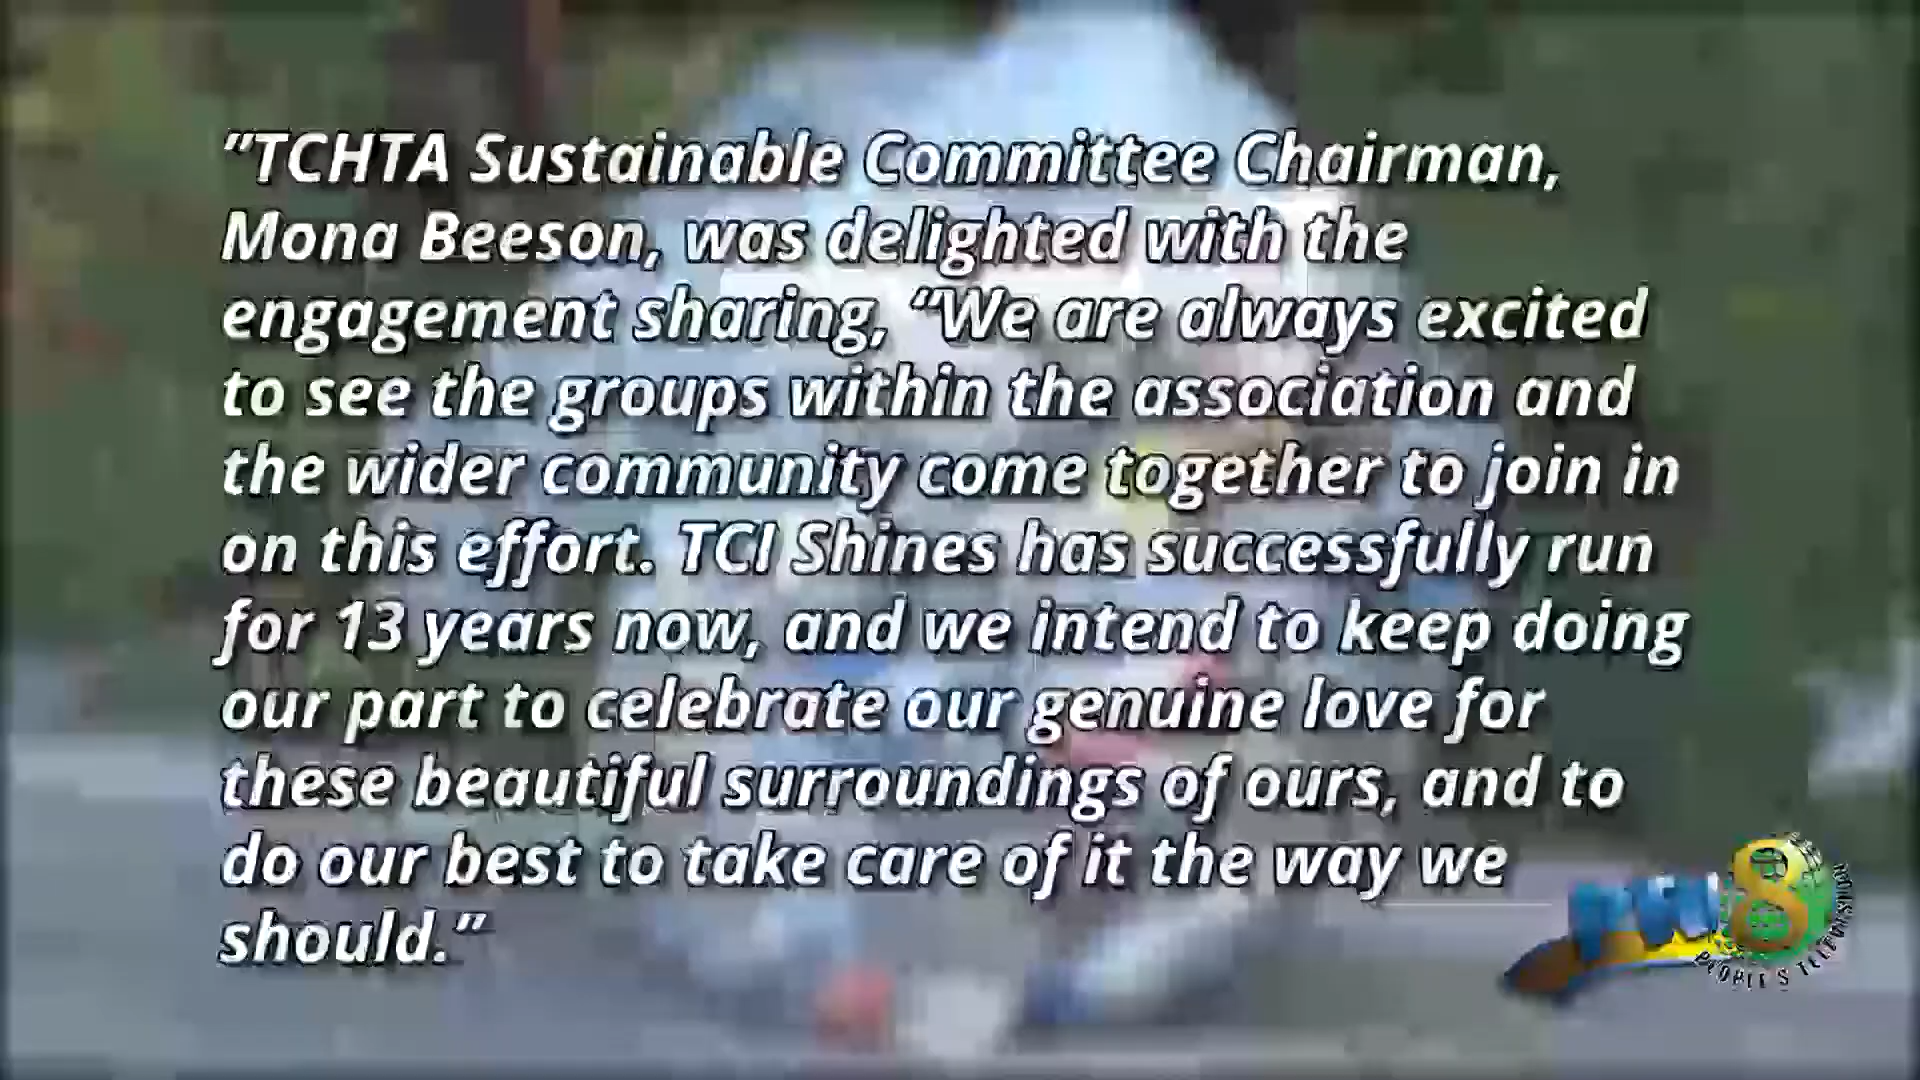 "TCHTA Sustainable Committee Chairman,
Mona Beeson, was delighted with the
engagement sharing, “We are always excited
to see the groups within the association and
the wider community come together to join in
on this effort. TCI Shines has successfully run
for 13 years now, and we intend to keep doing
our part to celebrate our genuine love for
these beautiful surroundings of ours, and to
do our best to take care of it the way we
should.”
8
PEOPLE'S TELEVISION